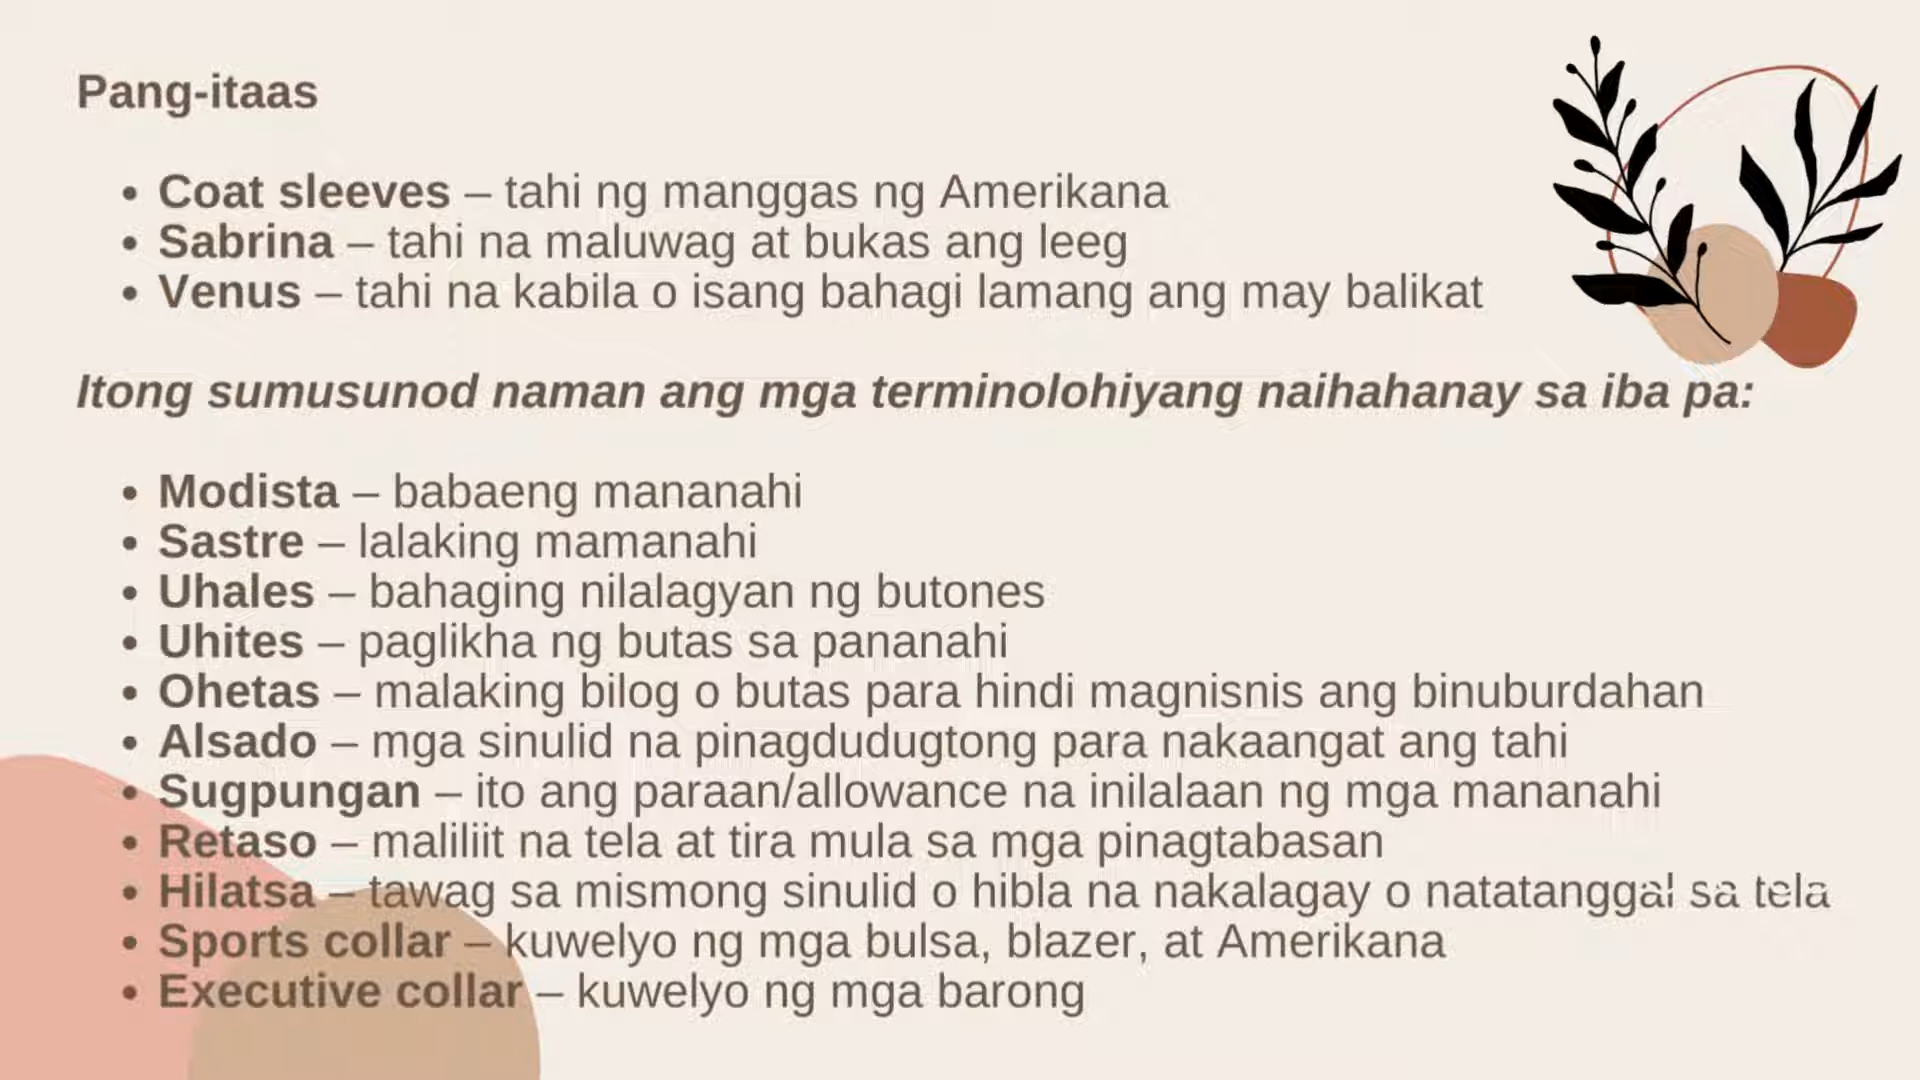 Pang-itaas
• Coat sleeves – tahi ng manggas ng Amerikana
• Sabrina – tahi na maluwag at bukas ang leeg
• Venus – tahi na kabila o isang bahagi lamang ang may balikat
Itong sumusunod naman ang mga terminolohiyang naihahanay sa iba pa:
• Modista – babaeng mananahi
• Sastre – lalaking mamanahi
• Uhales – bahaging nilalagyan ng butones
• Uhites – paglikha ng butas sa pananahi
• Ohetas – malaking bilog o butas para hindi magnisnis ang binuburdahan
• Alsado – mga sinulid na pinagdudugtong para nakaangat ang tahi
• Sugpungan – ito ang paraan/allowance na inilalaan ng mga mananahi
• Retaso – maliliit na tela at tira mula sa mga pinagtabasan
• Hilatsa – tawag sa mismong sinulid o hibla na nakalagay o natatanggal sa tela
• Sports collar – kuwelyo ng mga bulsa, blazer, at Amerikana
• Executive collar – kuwelyo ng mga barong